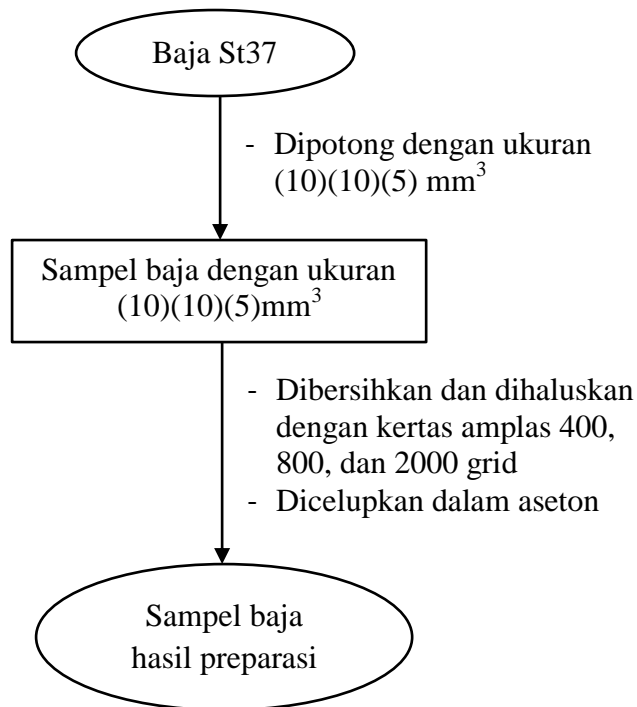 Baja St37
- Dipotong dengan ukuran
(10)(10)(5) mm³
Sampel baja dengan ukuran
(10)(10)(5)mm³
- Dibersihkan dan dihaluskan
dengan kertas amplas 400,
800, dan 2000 grid
- Dicelupkan dalam aseton
Sampel baja
hasil preparasi